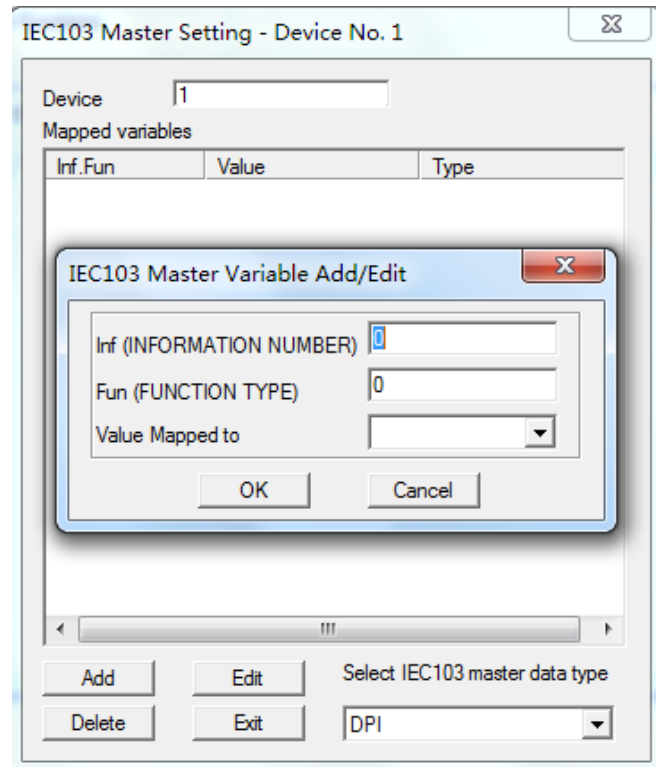 IEC103 Master Setting - Device No. 1
Device 1
Mapped variables
Inf.Fun Value Type
IEC103 Master Variable Add/Edit
Inf (INFORMATION NUMBER) 0
Fun (FUNCTION TYPE) 0
Value Mapped to
OK Cancel
Add Edit Select IEC103 master data type
Delete Exit DPI